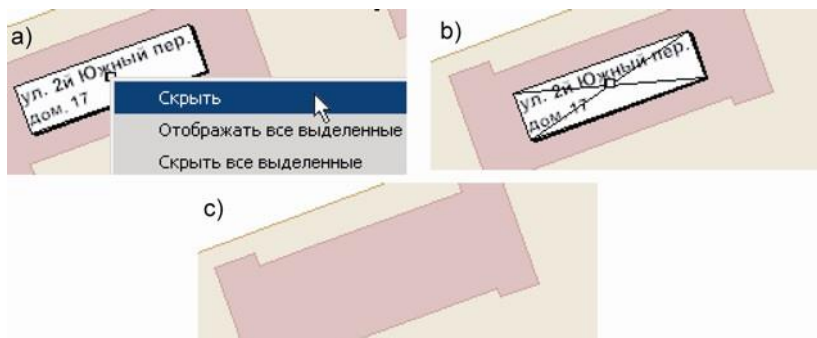 a)
ул. 2й Южный пер.
дом. 17
Скрыть
Отображать все выделенные
Скрыть все выделенные
b)
ул. 2й Южный пер.
дом. 17
c)